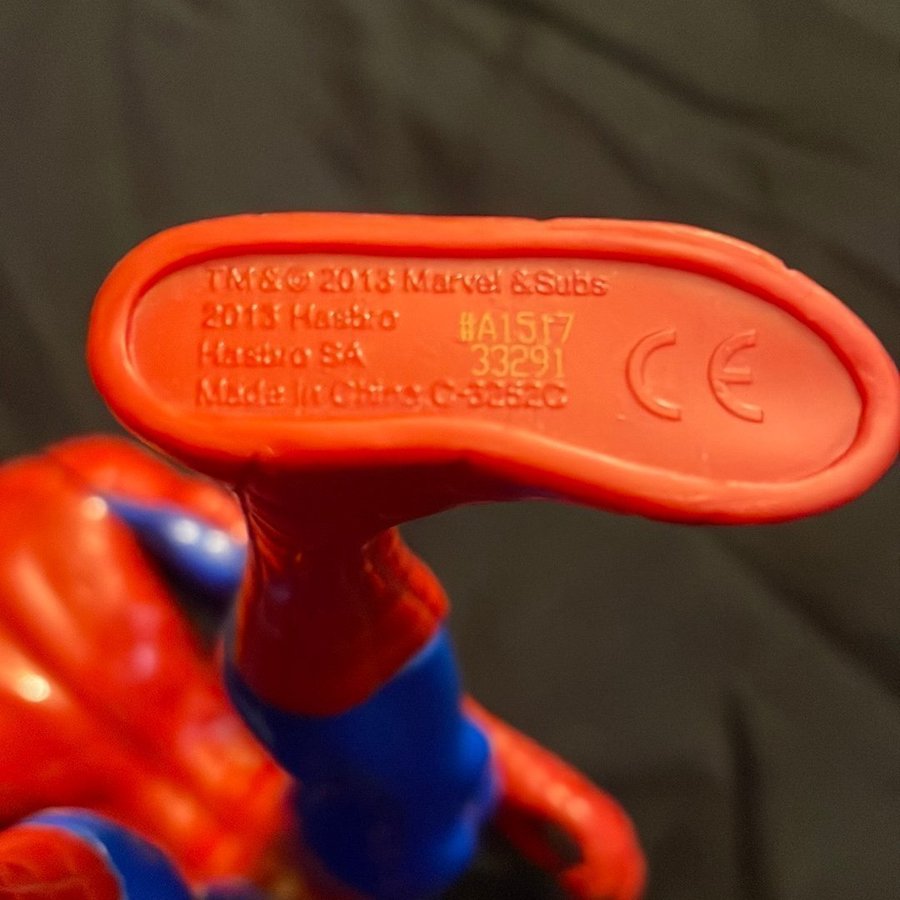 TM & © 2013 Marvel & Subs
2013 Hasbro
Hasbro SA
Made in China C-3252C
#A1517
33291
CE